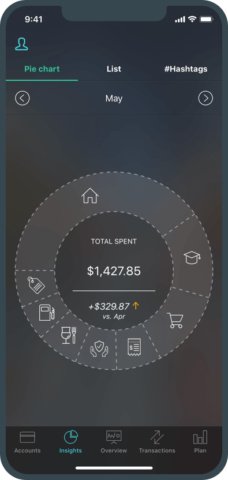 9:41
Pie chart List #Hashtags
May
TOTAL SPENT
$1,427.85
+$329.87
vs. Apr
Accounts Insights Overview Transactions Plan